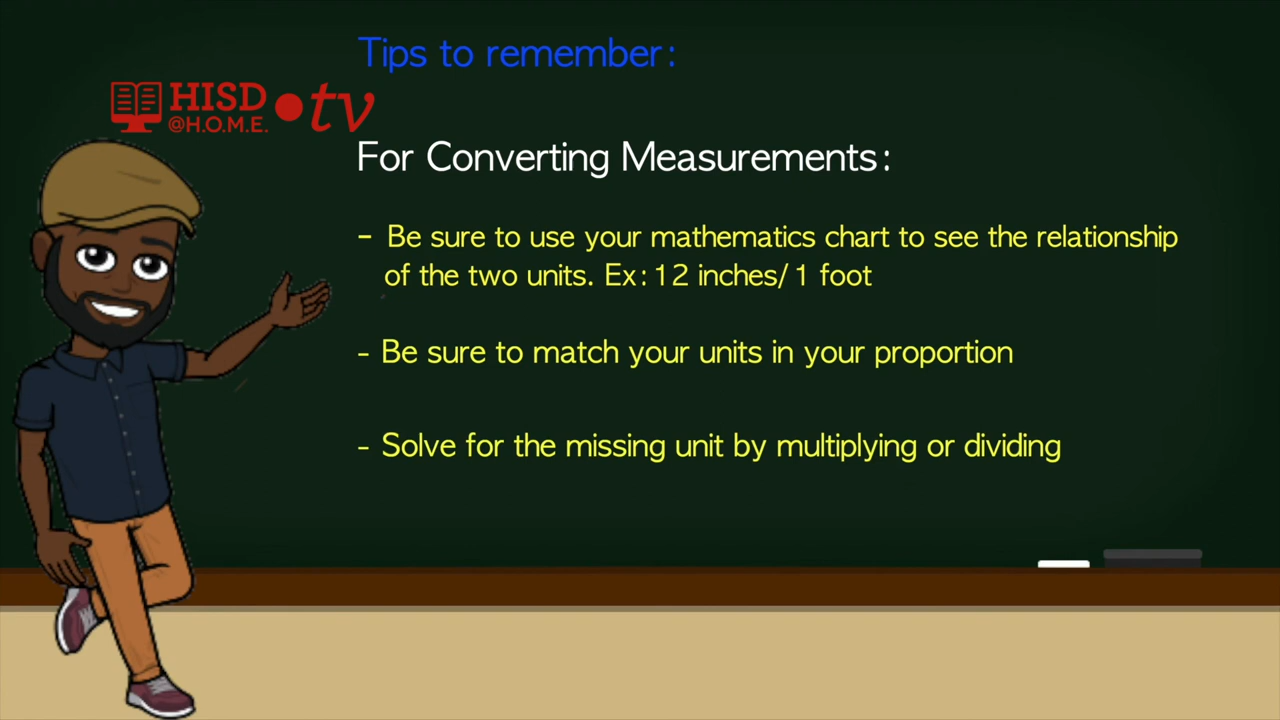 Tips to remember:
HISD
@H.O.M.E.
tv
For Converting Measurements:
- Be sure to use your mathematics chart to see the relationship
of the two units. Ex: 12 inches/ 1 foot
- Be sure to match your units in your proportion
- Solve for the missing unit by multiplying or dividing